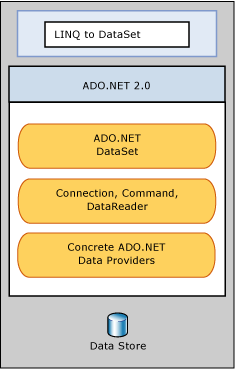 LINQ to DataSet
ADO.NET 2.0
ADO.NET
DataSet
Connection, Command,
DataReader
Concrete ADO.NET
Data Providers
Data Store